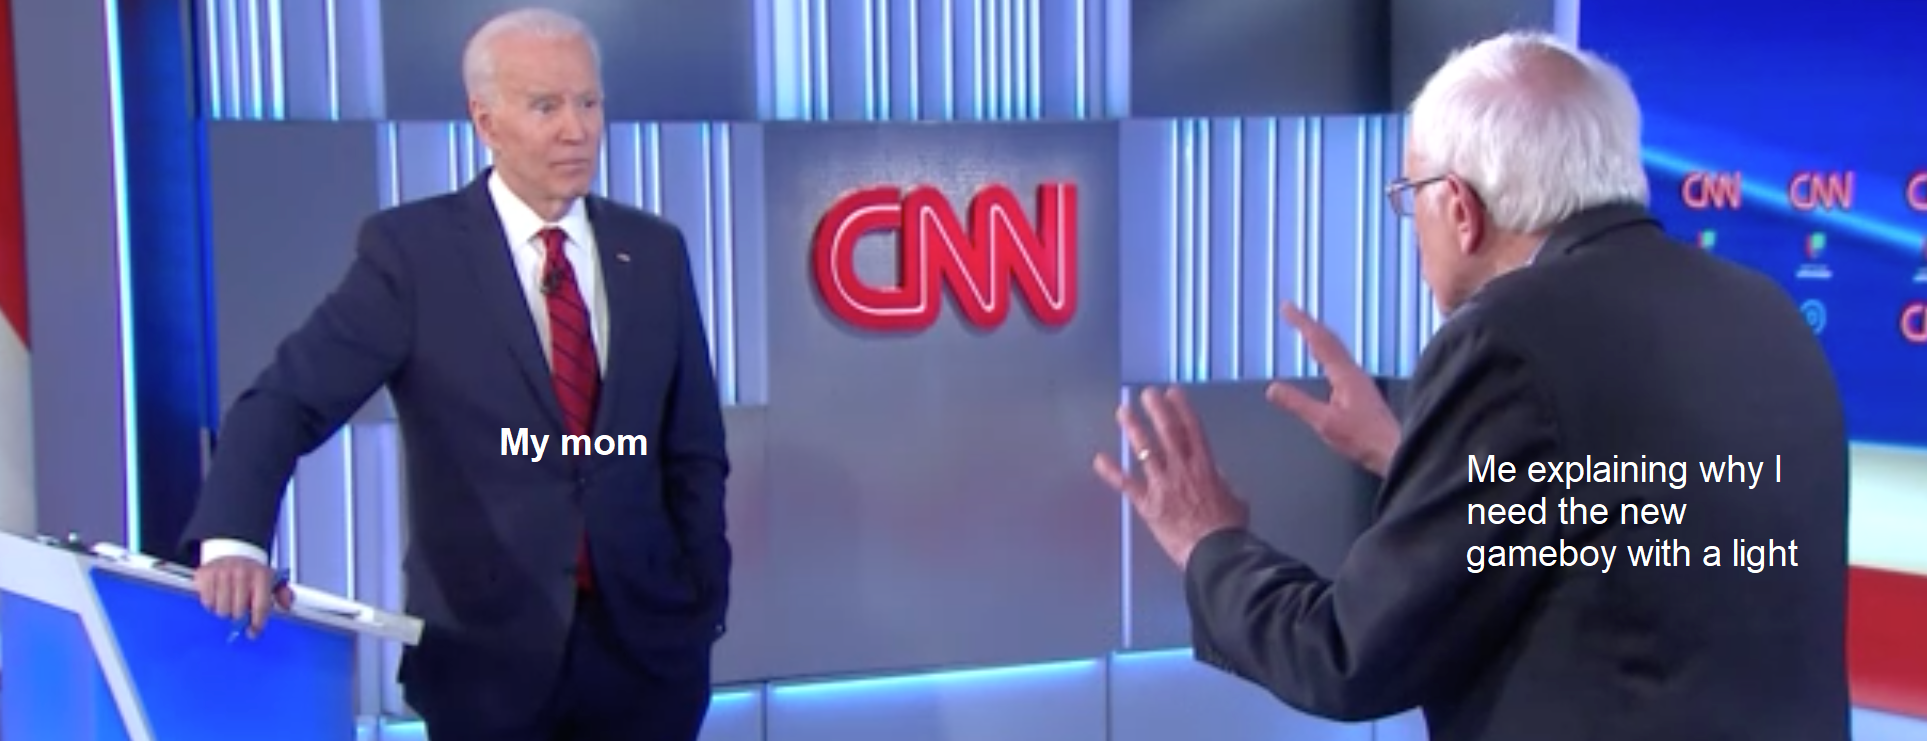 CNN
CNN
CNN
My mom
Me explaining why I
need the new
gameboy with a light